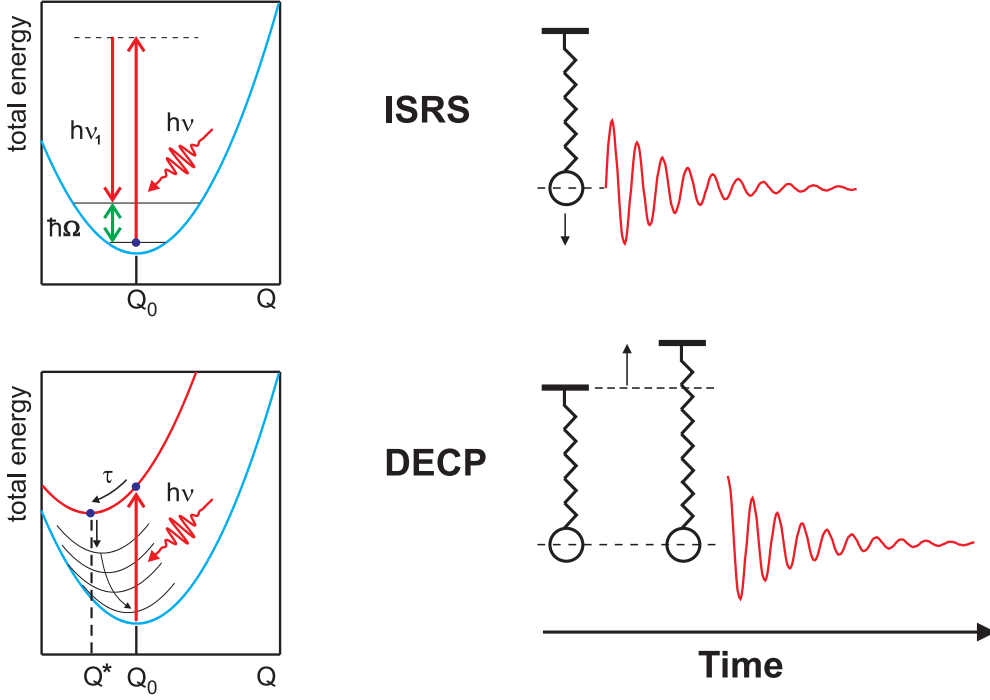 total energy
hν₁
hν
ħΩ
Q₀
Q
ISRS
total energy
τ
hν
Q*
Q₀
Q
DECP
Time